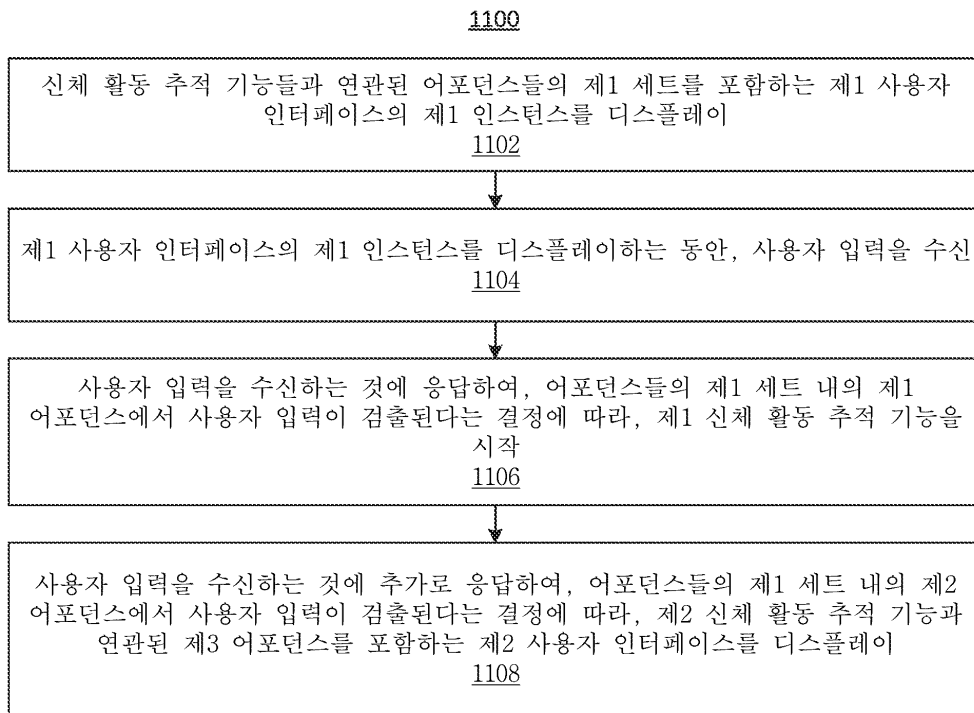 1100
신체 활동 추적 기능들과 연관된 어포던스들의 제1 세트를 포함하는 제1 사용자
인터페이스의 제1 인스턴스를 디스플레이
1102
제1 사용자 인터페이스의 제1 인스턴스를 디스플레이하는 동안, 사용자 입력을 수신
1104
사용자 입력을 수신하는 것에 응답하여, 어포던스들의 제1 세트 내의 제1
어포던스에서 사용자 입력이 검출된다는 결정에 따라, 제1 신체 활동 추적 기능을
시작
1106
사용자 입력을 수신하는 것에 추가로 응답하여, 어포던스들의 제1 세트 내의 제2
어포던스에서 사용자 입력이 검출된다는 결정에 따라, 제2 신체 활동 추적 기능과
연관된 제3 어포던스를 포함하는 제2 사용자 인터페이스를 디스플레이
1108